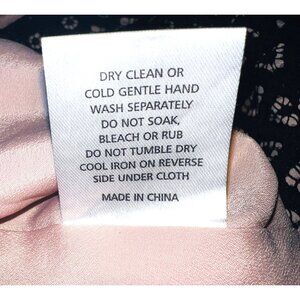 DRY CLEAN OR
COLD GENTLE HAND
WASH SEPARATELY
DO NOT SOAK,
BLEACH OR RUB
DO NOT TUMBLE DRY
COOL IRON ON REVERSE
SIDE UNDER CLOTH
MADE IN CHINA